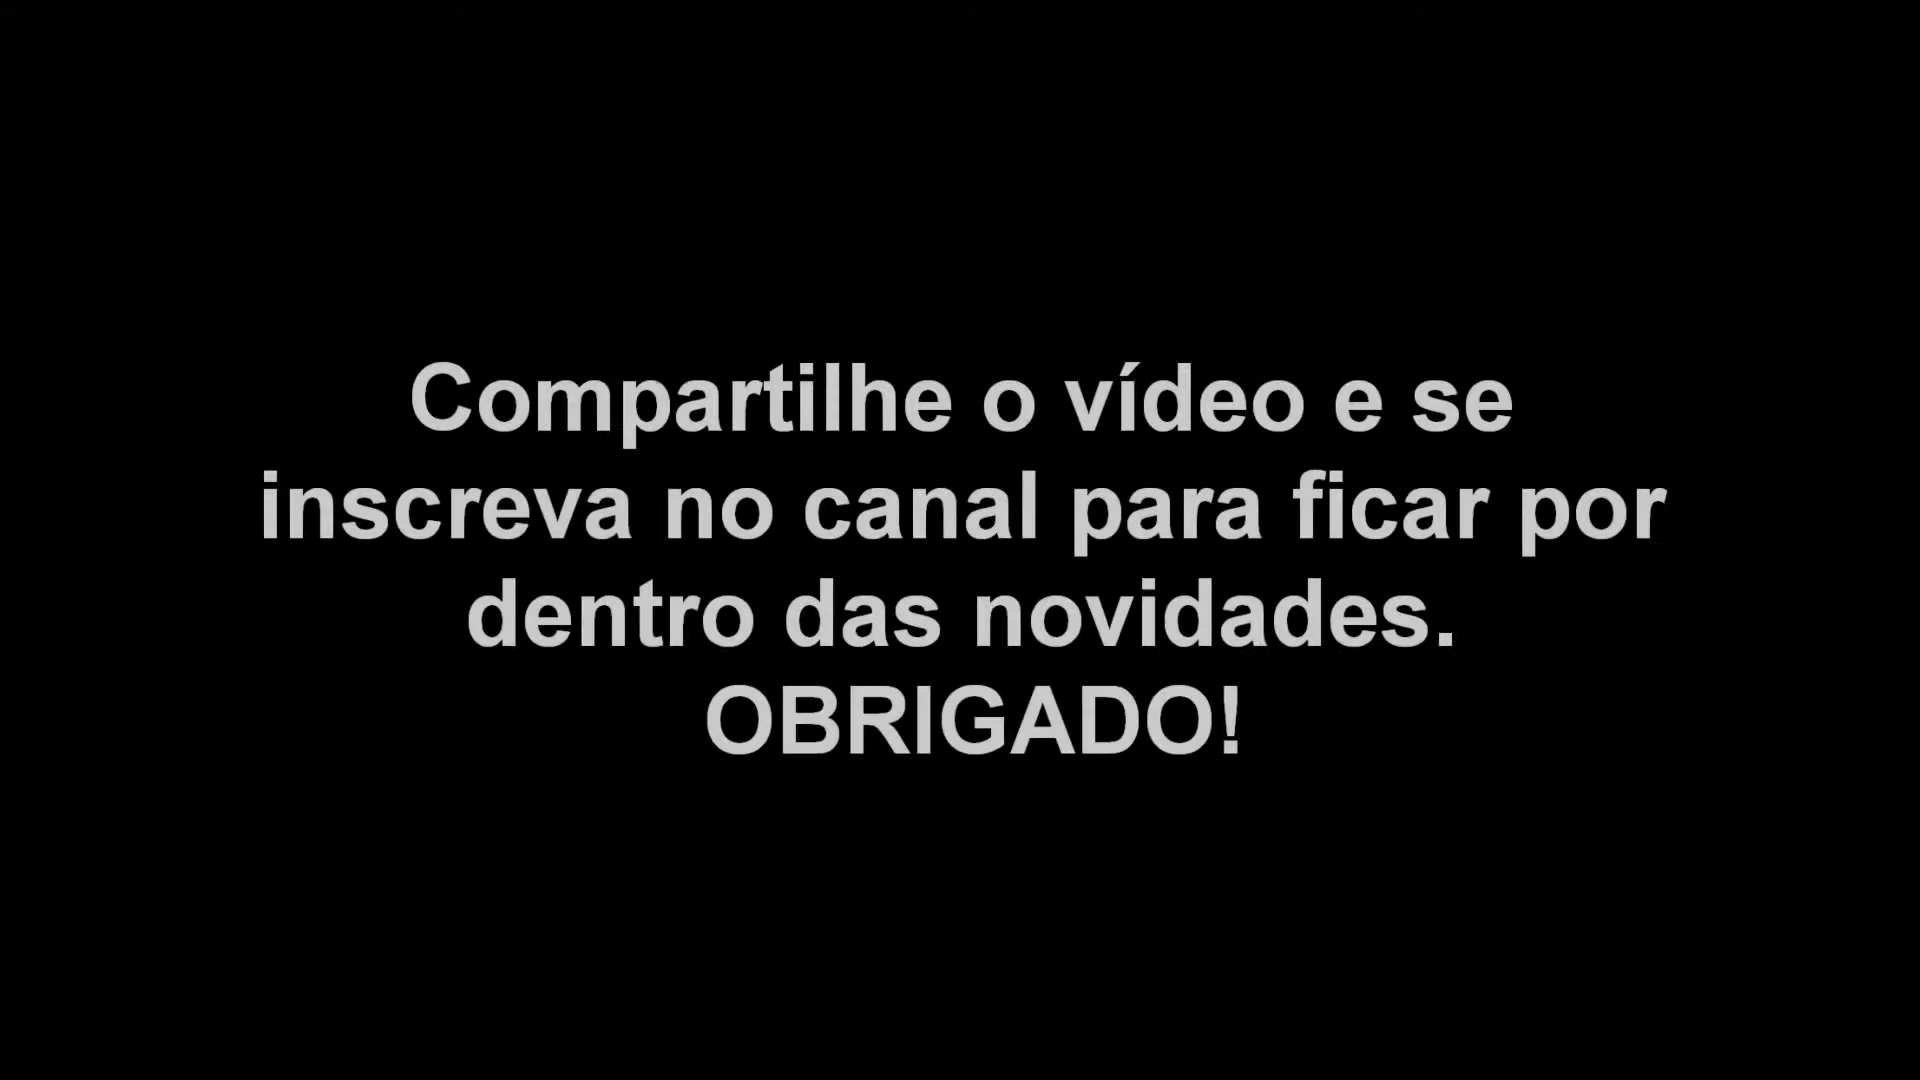 Compartilhe o vídeo e se
inscreva no canal para ficar por
dentro das novidades.
OBRIGADO!